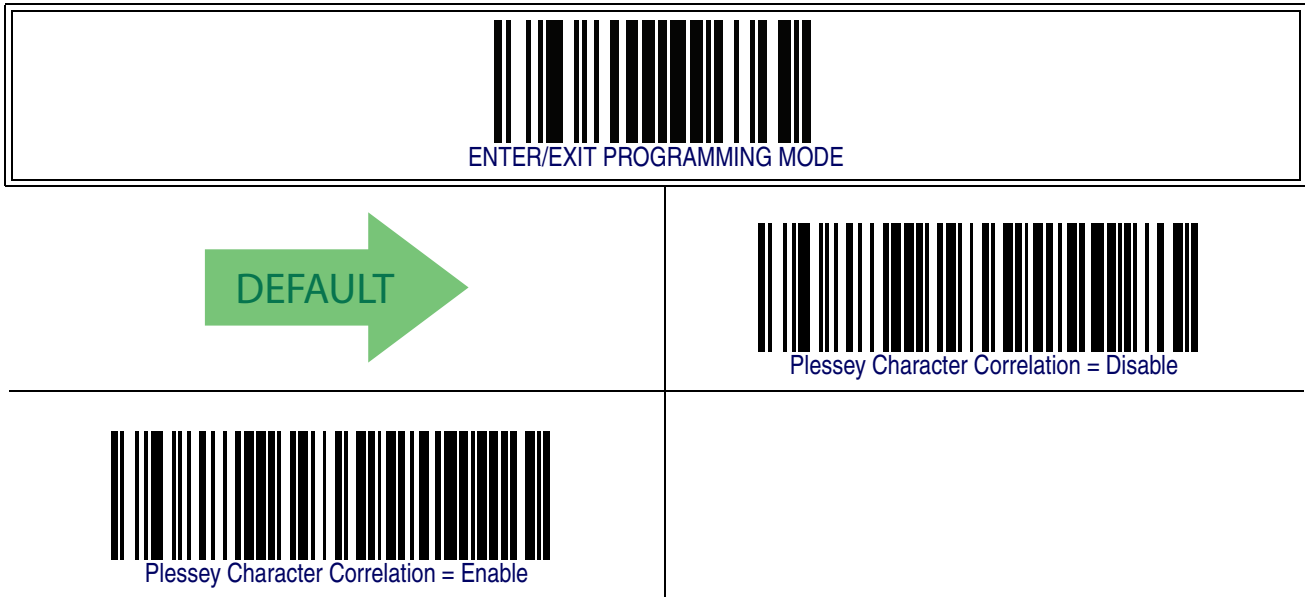 ENTER/EXIT PROGRAMMING MODE
DEFAULT
Plessey Character Correlation = Disable
Plessey Character Correlation = Enable